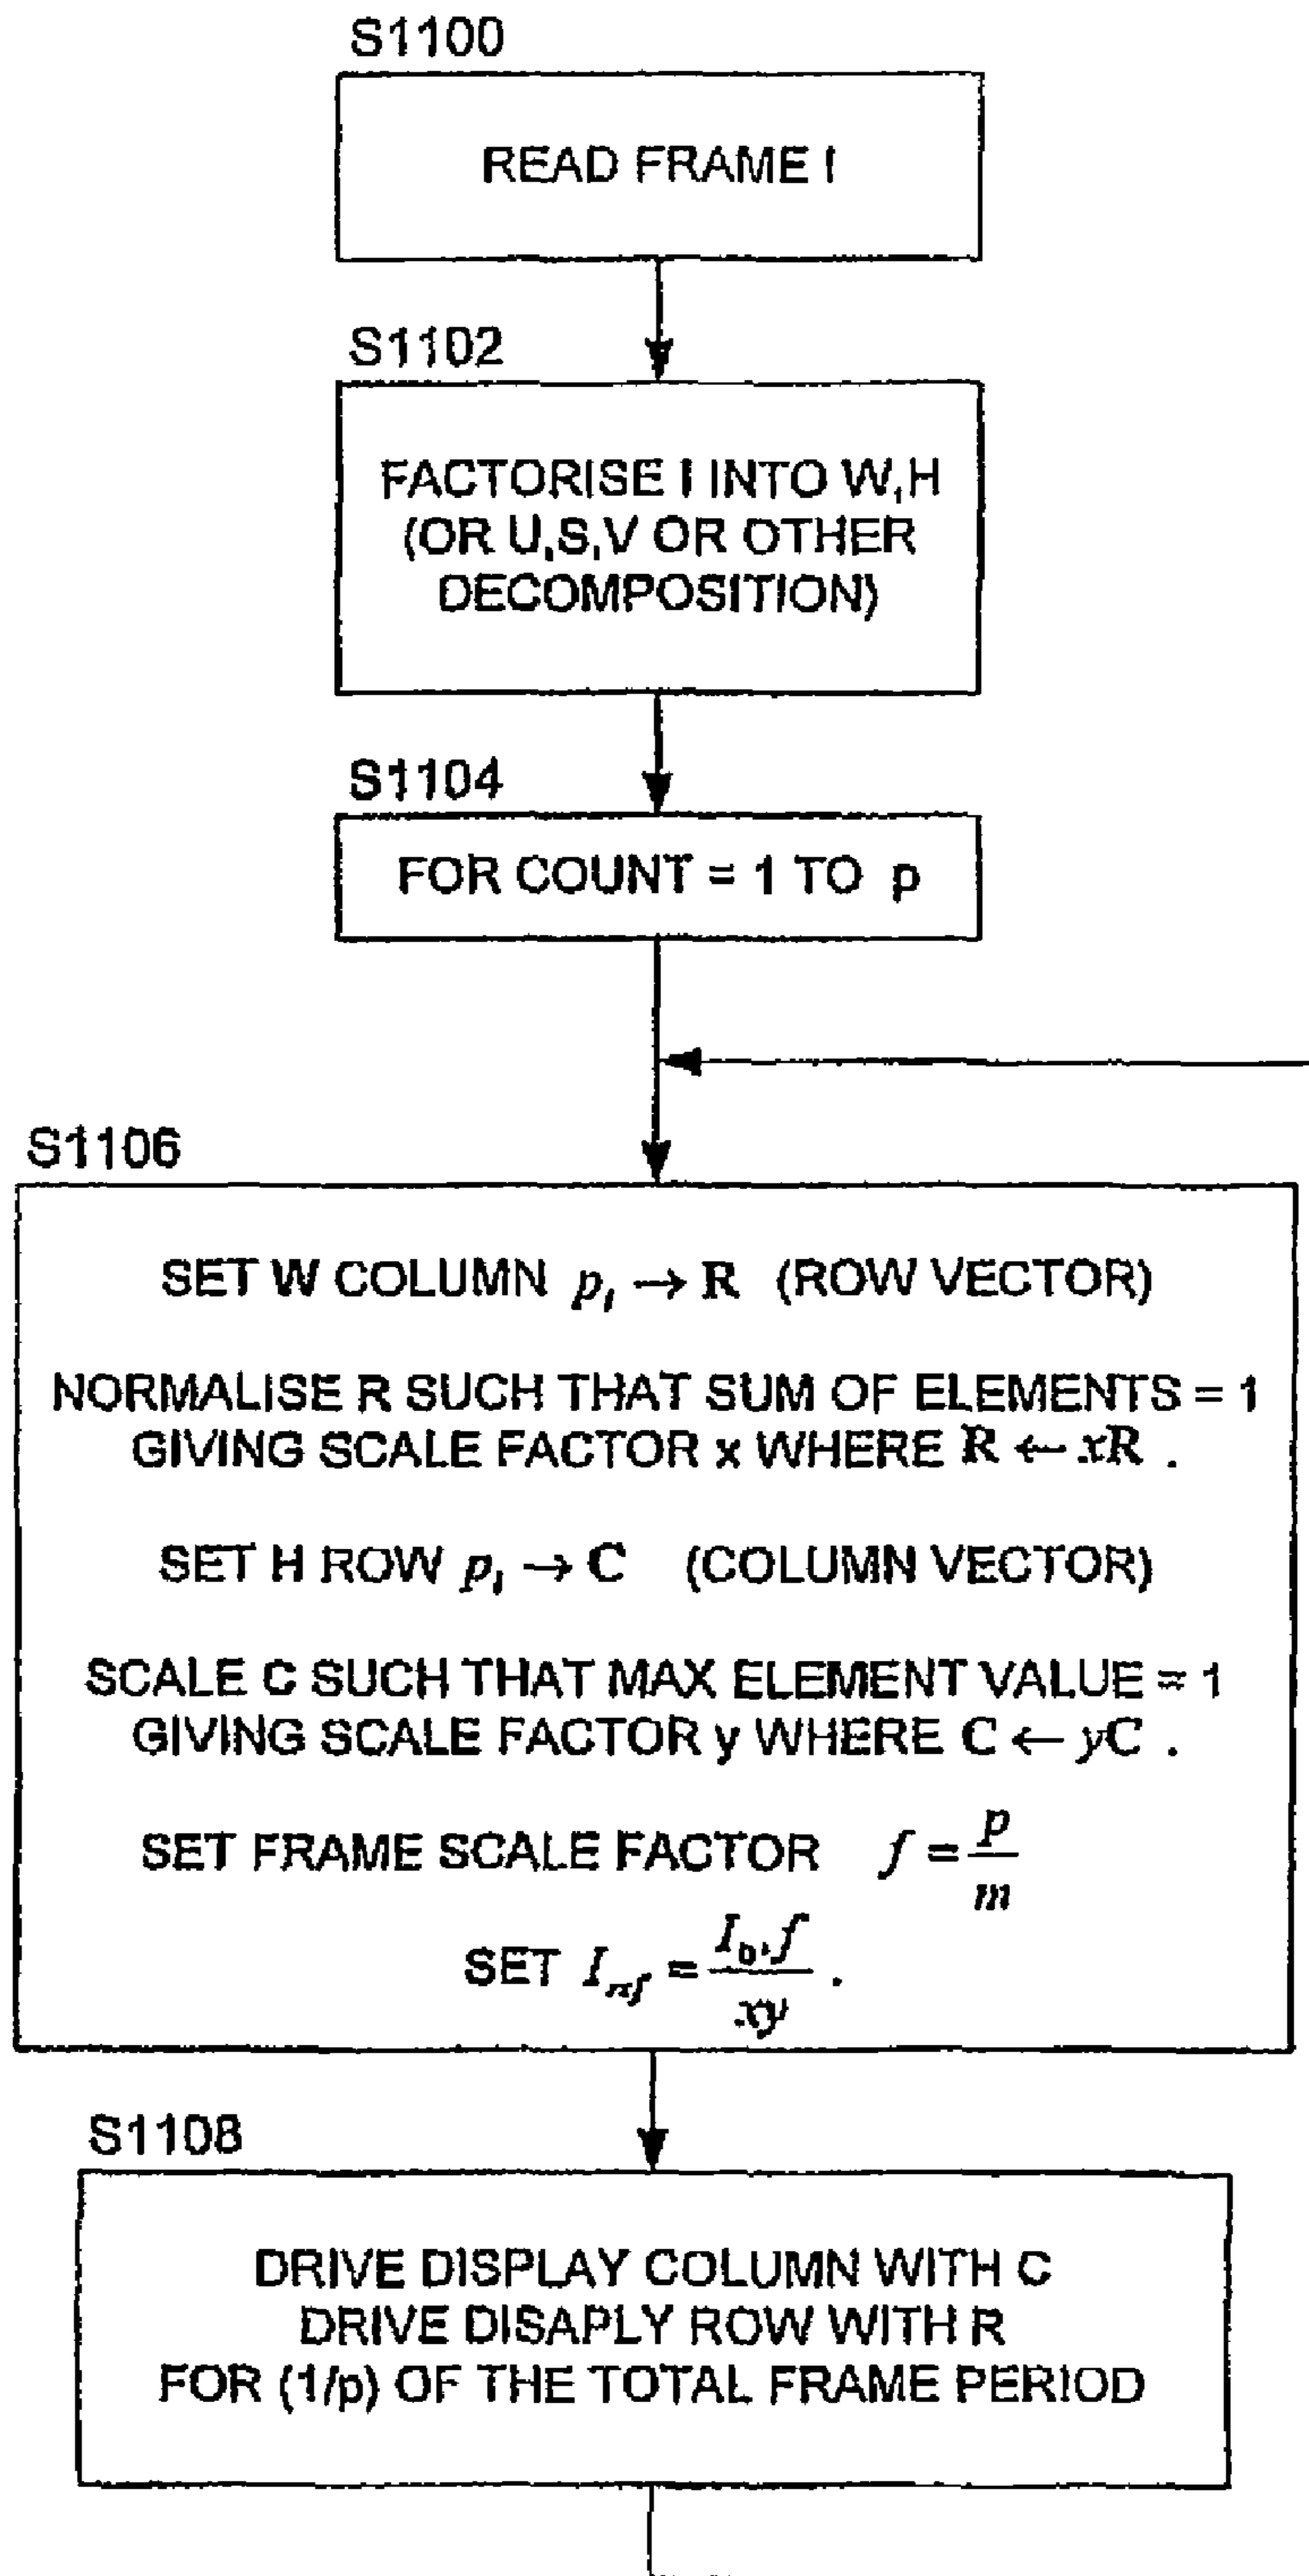 S1100
READ FRAME I
S1102
FACTORISE I INTO W,H
(OR U,S,V OR OTHER
DECOMPOSITION)
S1104
FOR COUNT = 1 TO p
S1106
SET W COLUMN p_i → R (ROW VECTOR)
NORMALISE R SUCH THAT SUM OF ELEMENTS = 1
GIVING SCALE FACTOR x WHERE R ← xR .
SET H ROW p_i → C (COLUMN VECTOR)
SCALE C SUCH THAT MAX ELEMENT VALUE = 1
GIVING SCALE FACTOR y WHERE C ← yC .
SET FRAME SCALE FACTOR f = p/m
SET I_ref = I_0.f/xy .
S1108
DRIVE DISPLAY COLUMN WITH C
DRIVE DISAPLY ROW WITH R
FOR (1/p) OF THE TOTAL FRAME PERIOD